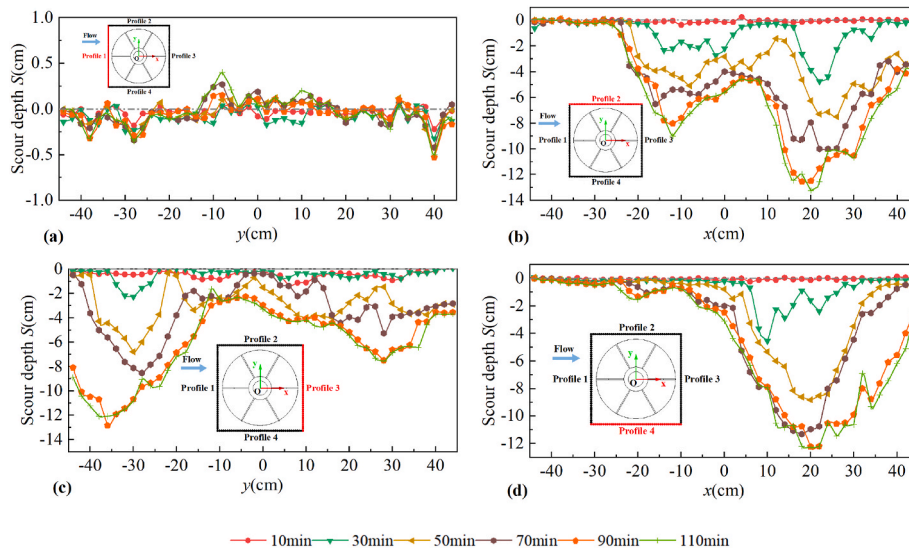 Scour depth S(cm)
1.0
0.5
0.0
-0.5
-1.0
Profile 2
Flow
Profile 1
y
O
x
Profile 3
Profile 4
-40 -30 -20 -10 0 10 20 30 40
(a)
y(cm)
Scour depth S(cm)
0
-2
-4
-6
-8
-10
-12
-14
Profile 2
Flow
Profile 1
y
O
x
Profile 3
Profile 4
-40 -30 -20 -10 0 10 20 30 40
(b)
x(cm)
Scour depth S(cm)
0
-2
-4
-6
-8
-10
-12
-14
Flow
Profile 2
Profile 1
y
O
x
Profile 3
Profile 4
-40 -30 -20 -10 0 10 20 30 40
(c)
y(cm)
Scour depth S(cm)
0
-2
-4
-6
-8
-10
-12
Profile 2
Flow
Profile 1
y
O
x
Profile 3
Profile 4
-40 -30 -20 -10 0 10 20 30 40
(d)
x(cm)
10min 30min 50min 70min 90min 110min